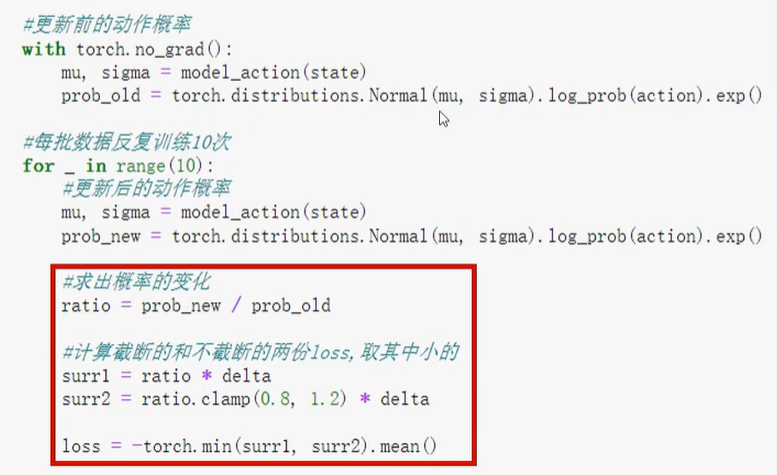 #更新前的动作概率
with torch.no_grad():
    mu, sigma = model_action(state)
    prob_old = torch.distributions.Normal(mu, sigma).log_prob(action).exp()
#每批数据反复训练10次
for _ in range(10):
    #更新后的动作概率
    mu, sigma = model_action(state)
    prob_new = torch.distributions.Normal(mu, sigma).log_prob(action).exp()
    #求出概率的变化
    ratio = prob_new / prob_old
    #计算截断的和不截断的两份loss,取其中小的
    surr1 = ratio * delta
    surr2 = ratio.clamp(0.8, 1.2) * delta
    loss = -torch.min(surr1, surr2).mean()